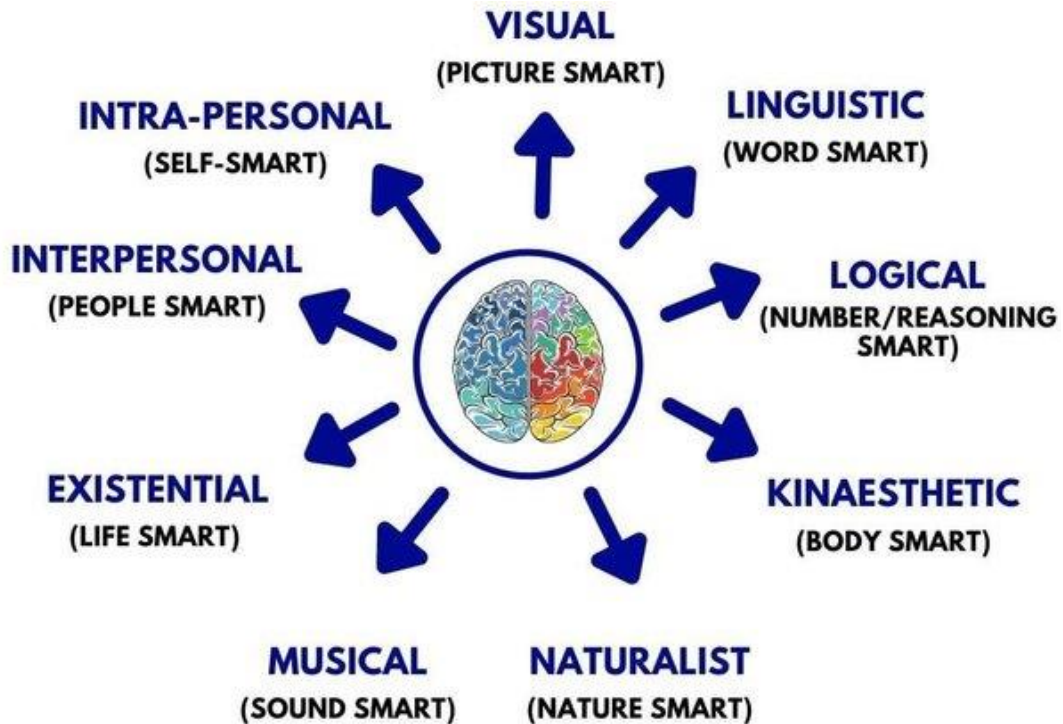 VISUAL
(PICTURE SMART)
LINGUISTIC
(WORD SMART)
LOGICAL
(NUMBER/REASONING
SMART)
KINAESTHETIC
(BODY SMART)
NATURALIST
(NATURE SMART)
MUSICAL
(SOUND SMART)
EXISTENTIAL
(LIFE SMART)
INTERPERSONAL
(PEOPLE SMART)
INTRA-PERSONAL
(SELF-SMART)